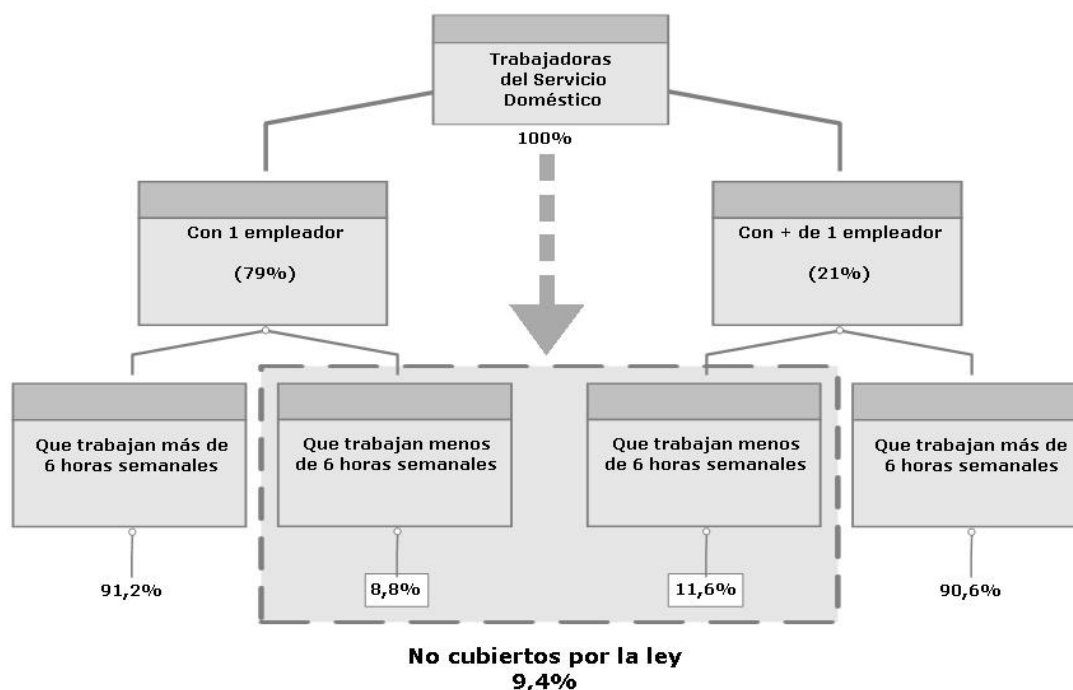 Trabajadoras
del Servicio
Doméstico
100%
Con 1 empleador
(79%)
Con + de 1 empleador
(21%)
Que trabajan más de
6 horas semanales
Que trabajan menos
de 6 horas semanales
Que trabajan menos
de 6 horas semanales
Que trabajan más de
6 horas semanales
91,2%
8,8%
11,6%
90,6%
No cubiertos por la ley
9,4%